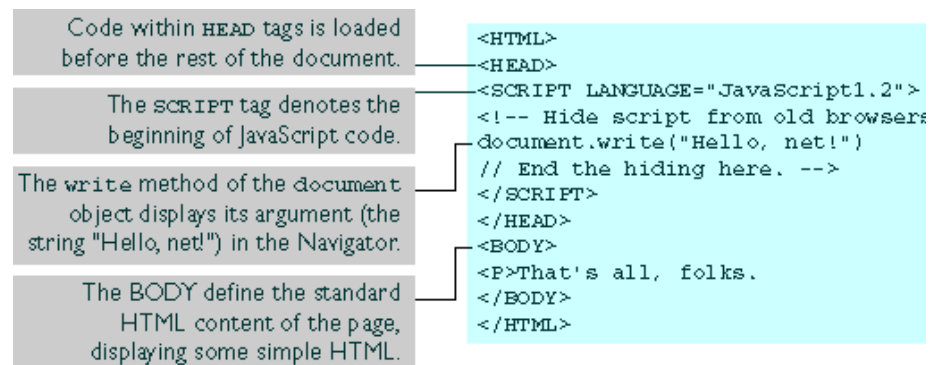 Code within HEAD tags is loaded
before the rest of the document.
The SCRIPT tag denotes the
beginning of JavaScript code.
The write method of the document
object displays its argument (the
string "Hello, net!") in the Navigator.
The BODY define the standard
HTML content of the page,
displaying some simple HTML.
<HTML>
<HEAD>
<SCRIPT LANGUAGE="JavaScript1.2">
<!-- Hide script from old browsers
document.write("Hello, net!")
// End the hiding here. -->
</SCRIPT>
</HEAD>
<BODY>
<P>That's all, folks.
</BODY>
</HTML>